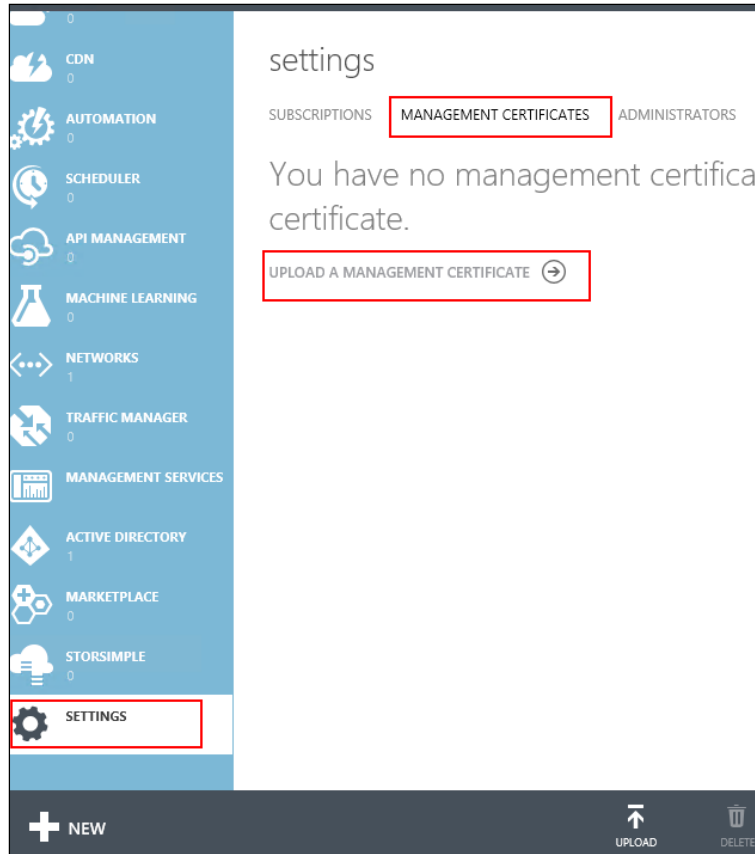 0
CDN
0
AUTOMATION
0
SCHEDULER
0
API MANAGEMENT
0
MACHINE LEARNING
0
NETWORKS
1
TRAFFIC MANAGER
0
MANAGEMENT SERVICES
ACTIVE DIRECTORY
1
MARKETPLACE
0
STORSIMPLE
0
SETTINGS
settings
SUBSCRIPTIONS MANAGEMENT CERTIFICATES ADMINISTRATORS
You have no management certifica
certificate.
UPLOAD A MANAGEMENT CERTIFICATE
NEW
UPLOAD
DELETE